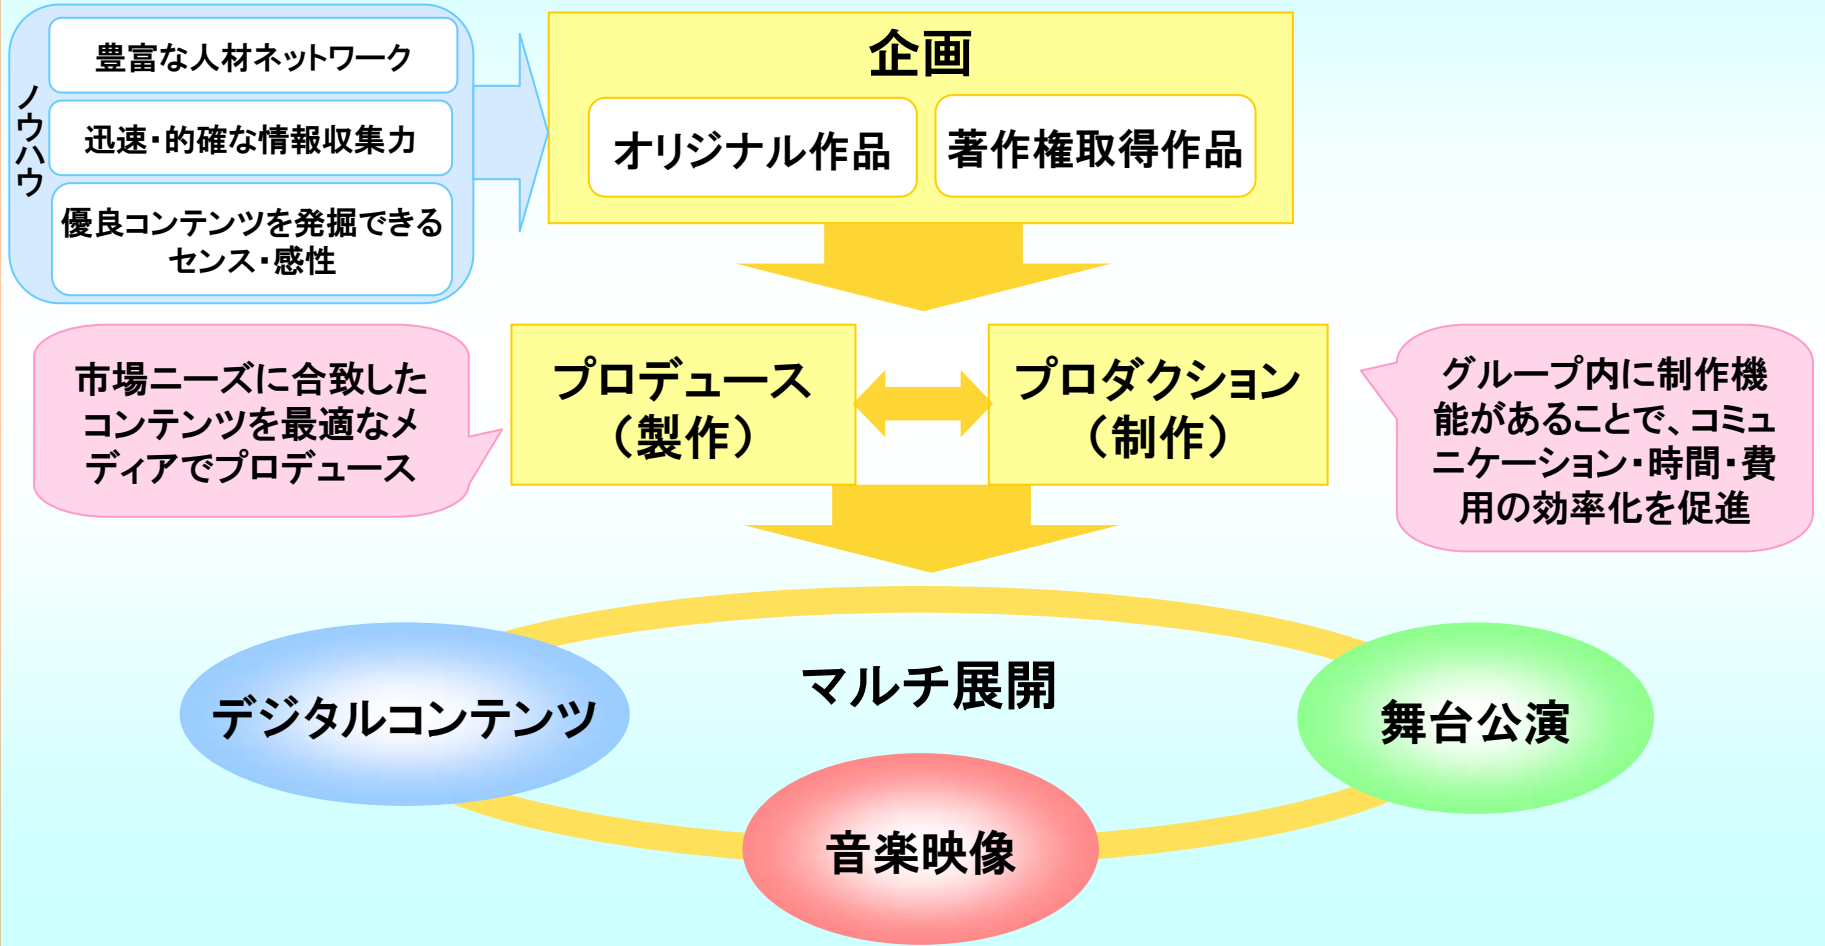 ノウハウ
豊富な人材ネットワーク
迅速・的確な情報収集力
優良コンテンツを発掘できる
センス・感性
企画
オリジナル作品
著作権取得作品
市場ニーズに合致した
コンテンツを最適なメ
ディアでプロデュース
プロデュース
（製作）
プロダクション
（制作）
グループ内に制作機
能があることで、コミュ
ニケーション・時間・費
用の効率化を促進
マルチ展開
デジタルコンテンツ
舞台公演
音楽映像